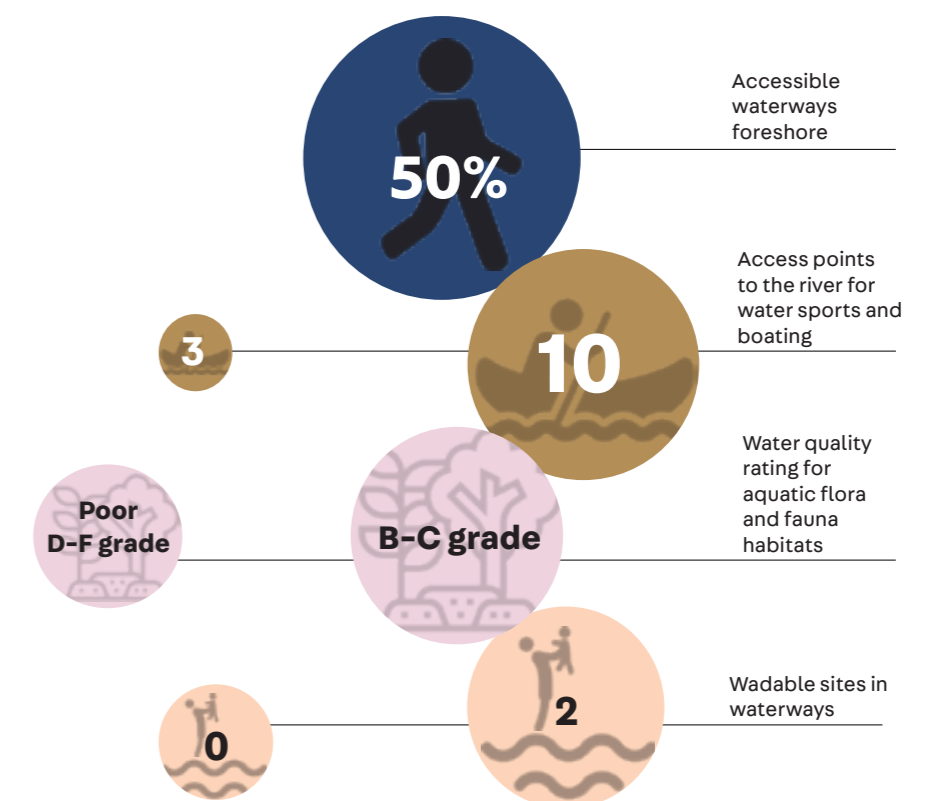 50%
Accessible
waterways
foreshore
3
10
Access points
to the river for
water sports and
boating
Poor
D-F grade
B-C grade
Water quality
rating for
aquatic flora
and fauna
habitats
0
2
Wadable sites in
waterways